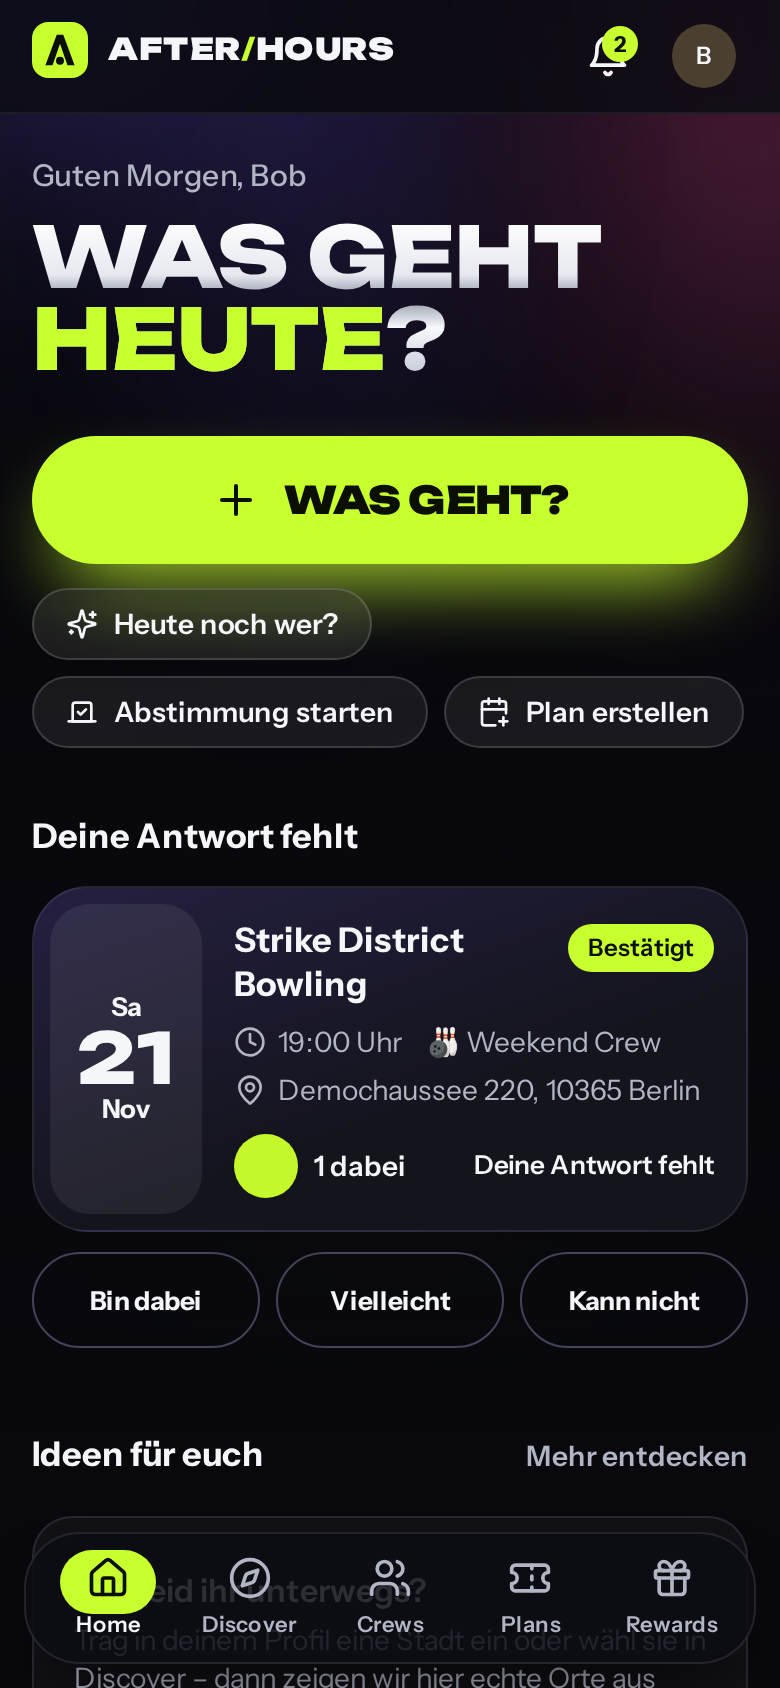 AFTER/HOURS
2
B
Guten Morgen, Bob
WAS GEHT
HEUTE?
WAS GEHT?
Heute noch wer?
Abstimmung starten
Plan erstellen
Deine Antwort fehlt
Sa
21
Nov
Strike District
Bowling
Bestätigt
19:00 Uhr
Weekend Crew
Demochaussee 220, 10365 Berlin
1 dabei
Deine Antwort fehlt
Bin dabei
Vielleicht
Kann nicht
Ideen für euch
Mehr entdecken
eid ihr unterwegs?
Trag in deinem Profil eine Stadt ein oder wähl sie in
Discover – dann zeigen wir hier echte Orte aus
Home
Discover
Crews
Plans
Rewards